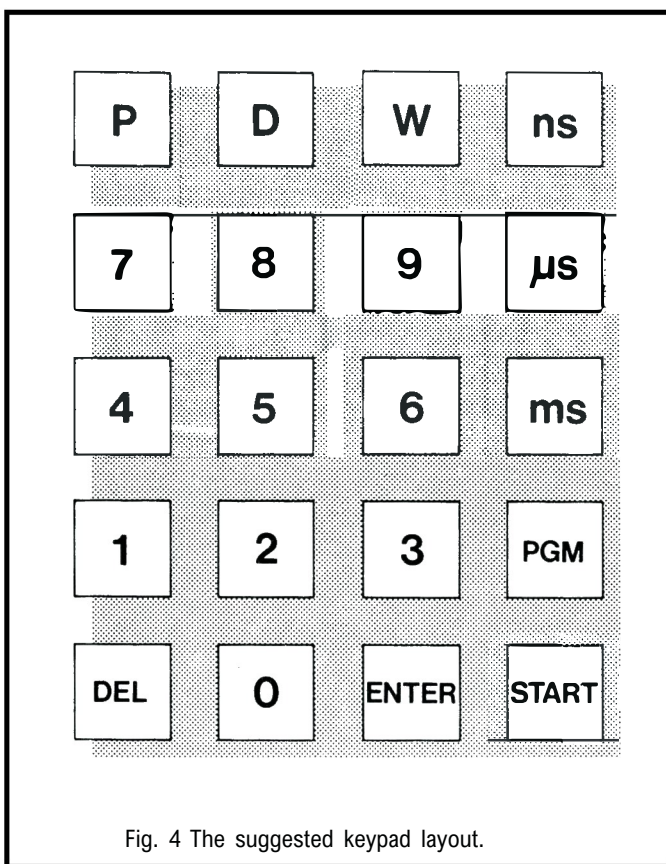 P D W ns
7 8 9 µs
4 5 6 ms
1 2 3 PGM
DEL 0 ENTER START
Fig. 4 The suggested keypad layout.